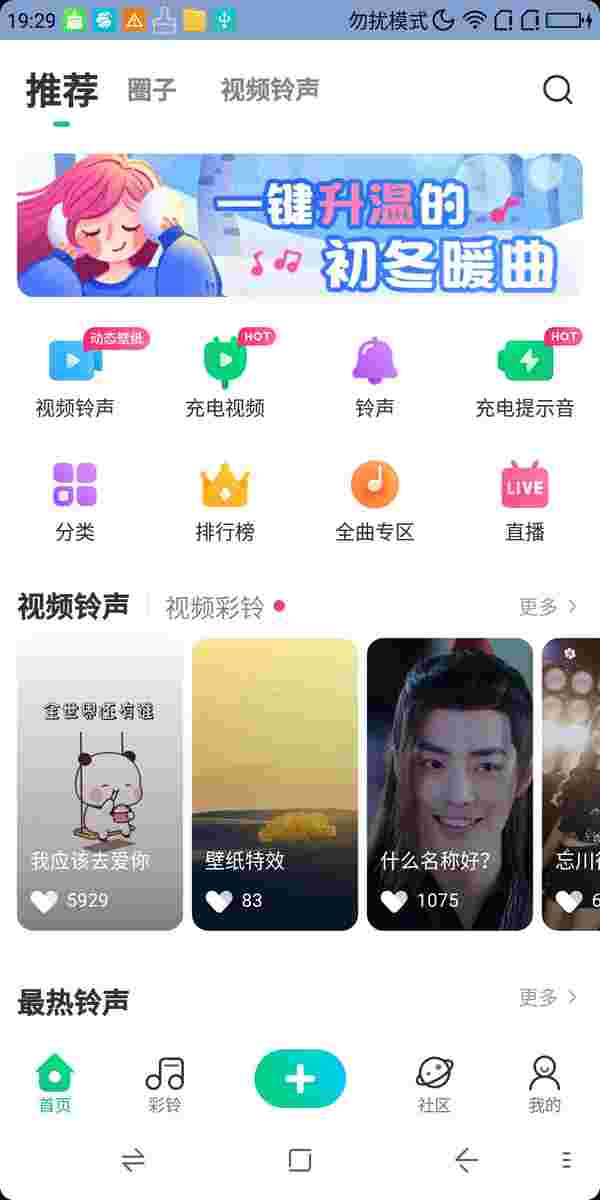 19:29 勿扰模式
推荐 圈子 视频铃声
一键升温的
初冬暖曲
动态壁纸 HOT HOT
视频铃声 充电视频 铃声 充电提示音
LIVE
分类 排行榜 全曲专区 直播
视频铃声 视频彩铃 更多
全世界还有谁
我应该去爱你 壁纸特效 什么名称好? 忘川
5929 83 1075 6
最热铃声 更多
首页 彩铃 社区 我的